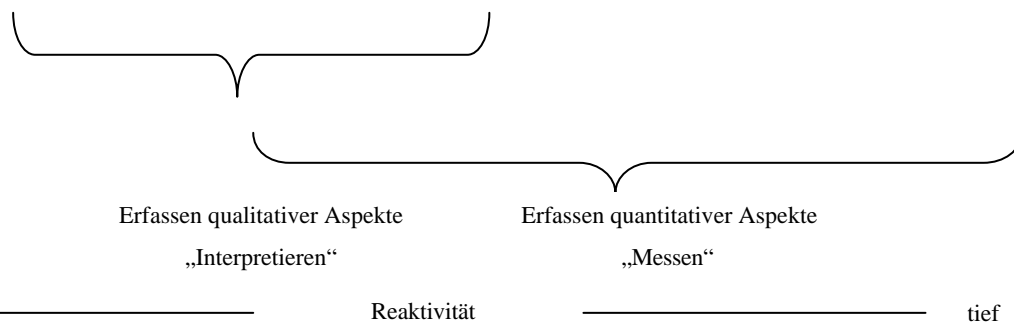 Erfassen qualitativer Aspekte Erfassen quantitativer Aspekte
„Interpretieren“ „Messen“
Reaktivität tief